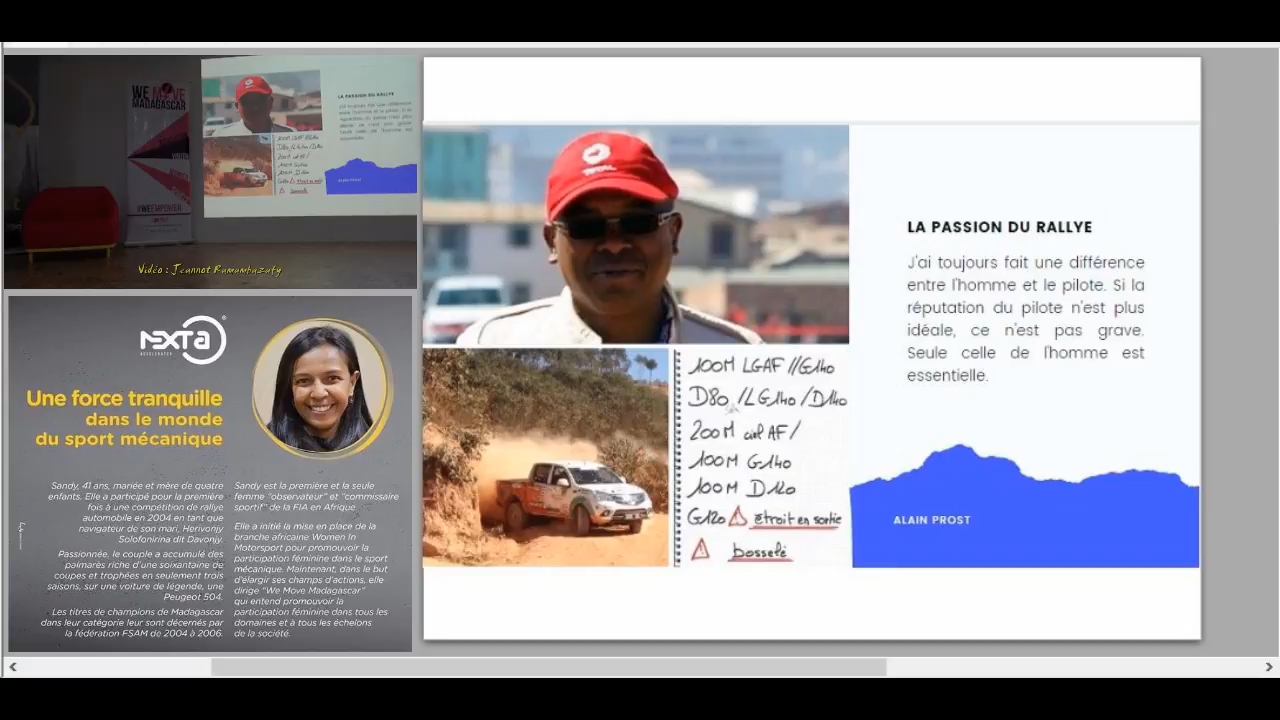 WE MOVE
MADAGASCAR
#WEEMPOWER
LA PASSION DU RALLYE
ALAIN PROST
Vidéo : Jeannot Ramambazafy
NEXTA
ACCELERATOR
Une force tranquille
dans le monde
du sport mécanique
Sandy, 41 ans, mariée et mère de quatre
enfants. Elle a participé pour la première
fois à une compétition de rallye
automobile en 2004 en tant que
navigateur de son mari, Herivonjy
Solofonirina dit Davonjy.
Passionnée, le couple a accumulé des
palmarès riche d'une soixantaine de
coupes et trophées en seulement trois
saisons, sur une voiture de légende, une
Peugeot 504.
Les titres de champions de Madagascar
dans leur catégorie leur sont décernés par
la fédération FSAM de 2004 à 2006.
Sandy est la première et la seule
femme "observateur" et "commissaire
sportif" de la FIA en Afrique.
Elle a initié la mise en place de la
branche africaine Women In
Motorsport pour promouvoir la
participation féminine dans le sport
mécanique. Maintenant, dans le but
d'élargir ses champs d'actions, elle
dirige "We Move Madagascar"
qui entend promouvoir la
participation féminine dans tous les
domaines et à tous les échelons
de la société.
TOTAL
100M LGAF //G140
D80 /LG140 /D140
200M AF/
100M G140
100M D120
G120 étroit en sortie
bosselé
LA PASSION DU RALLYE
J'ai toujours fait une différence
entre l'homme et le pilote. Si la
réputation du pilote n'est plus
idéale, ce n'est pas grave.
Seule celle de l'homme est
essentielle.
ALAIN PROST